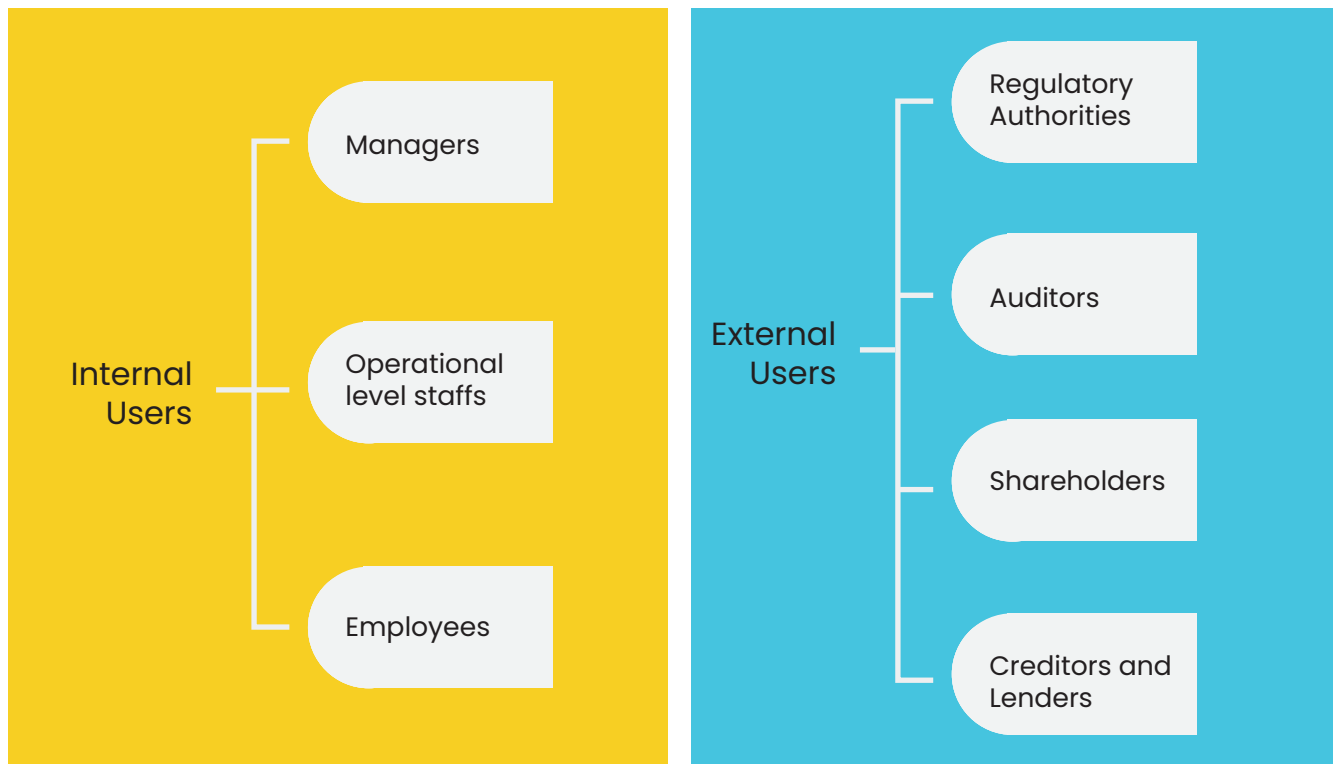 Internal
Users
Managers
Operational
level staffs
Employees
External
Users
Regulatory
Authorities
Auditors
Shareholders
Creditors and
Lenders